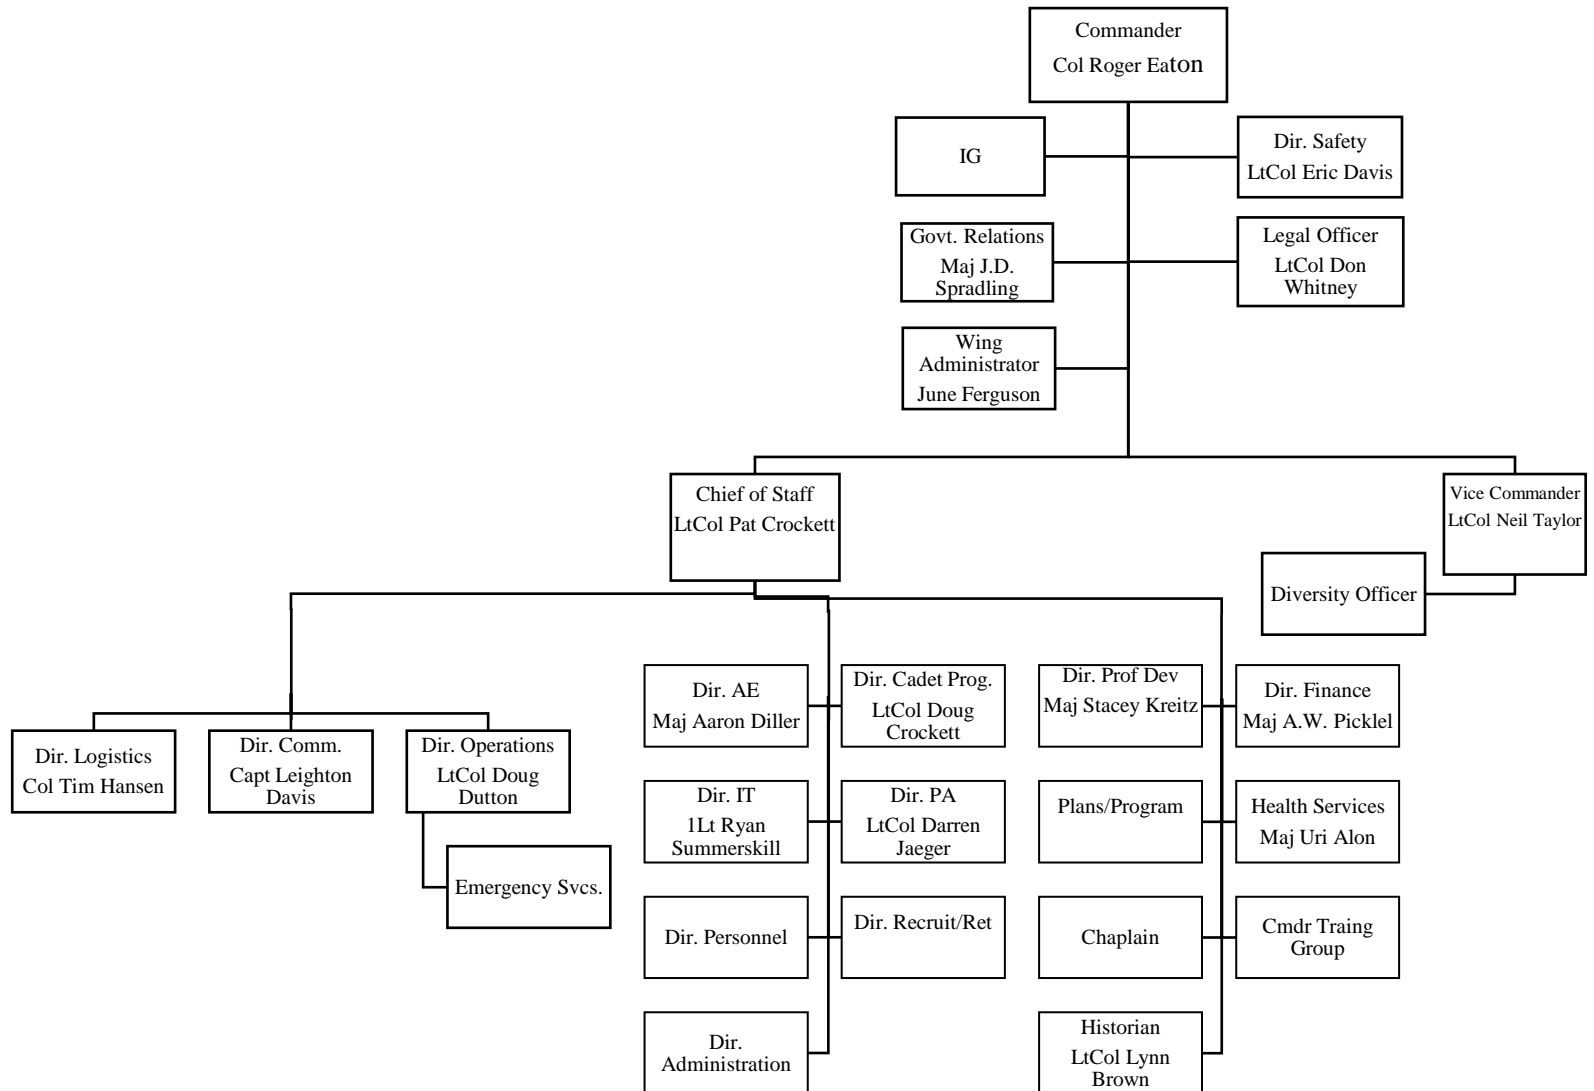 Commander
Col Roger Eaton
IG
Dir. Safety
LtCol Eric Davis
Govt. Relations
Maj J.D.
Spradling
Legal Officer
LtCol Don
Whitney
Wing
Administrator
June Ferguson
Chief of Staff
LtCol Pat Crockett
Vice Commander
LtCol Neil Taylor
Diversity Officer
Dir. Logistics
Col Tim Hansen
Dir. Comm.
Capt Leighton
Davis
Dir. Operations
LtCol Doug
Dutton
Emergency Svcs.
Dir. AE
Maj Aaron Diller
Dir. Cadet Prog.
LtCol Doug
Crockett
Dir. IT
1Lt Ryan
Summerskill
Dir. PA
LtCol Darren
Jaeger
Dir. Personnel
Dir. Recruit/Ret
Dir.
Administration
Dir. Prof Dev
Maj Stacey Kreitz
Dir. Finance
Maj A.W. Picklel
Plans/Program
Health Services
Maj Uri Alon
Chaplain
Cmdr Traing
Group
Historian
LtCol Lynn
Brown